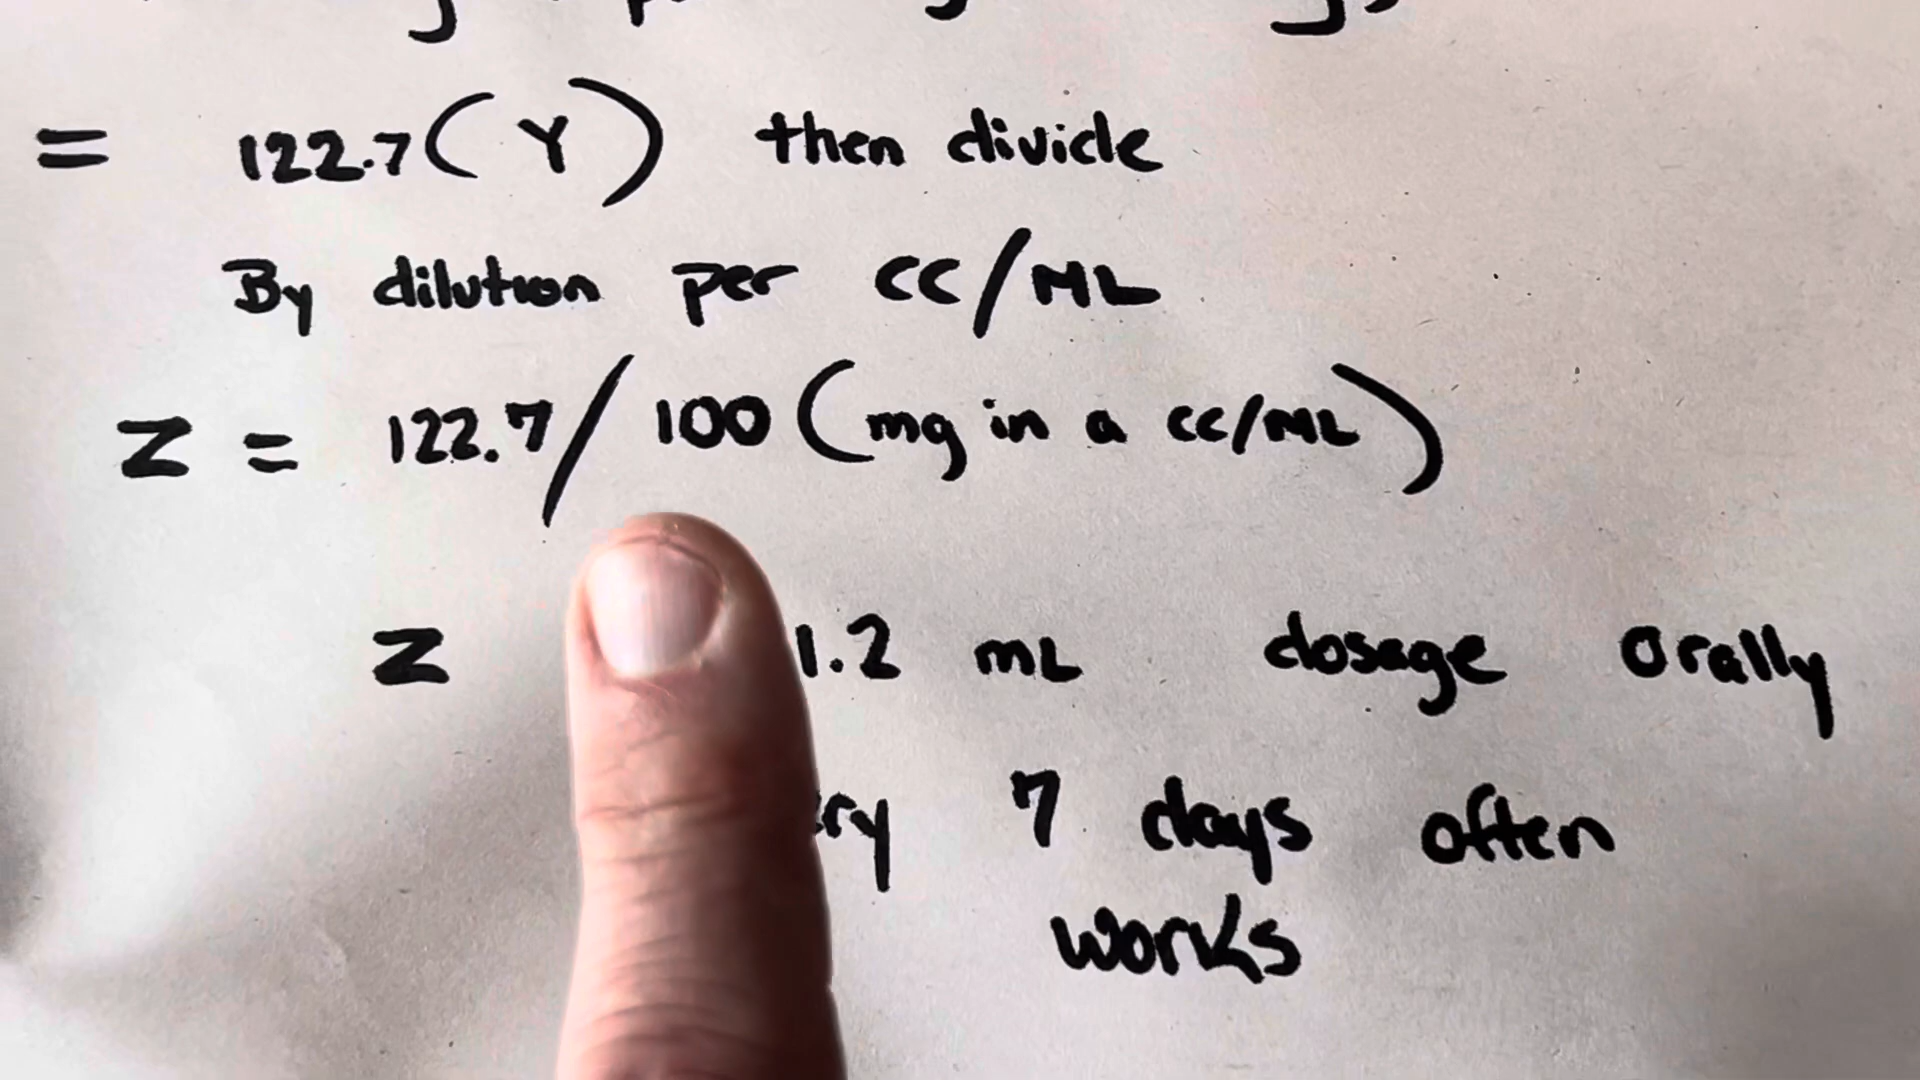 = 122.7 ( Y ) then divide
By dilution per CC/ML
Z = 122.7 / 100 (mg in a cc/ML)
Z 1.2 mL dosage orally
7 days often
works